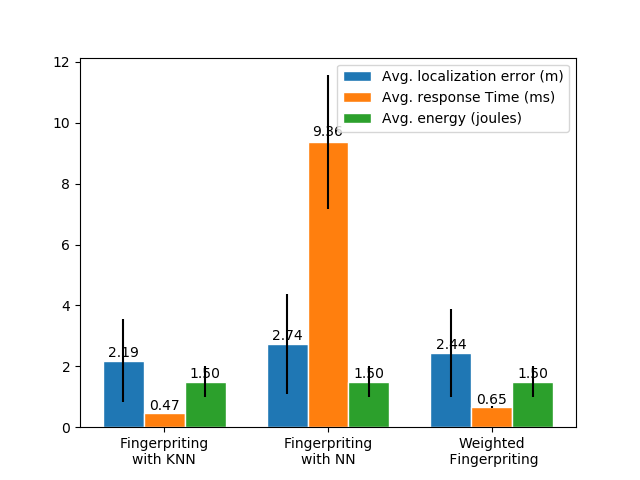 Avg. localization error (m)
Avg. response Time (ms)
Avg. energy (joules)
12
10
8
6
4
2
0
2.19
0.47
1.50
2.74
9.36
1.50
2.44
0.65
1.50
Fingerpriting
with KNN
Fingerpriting
with NN
Weighted
Fingerpriting